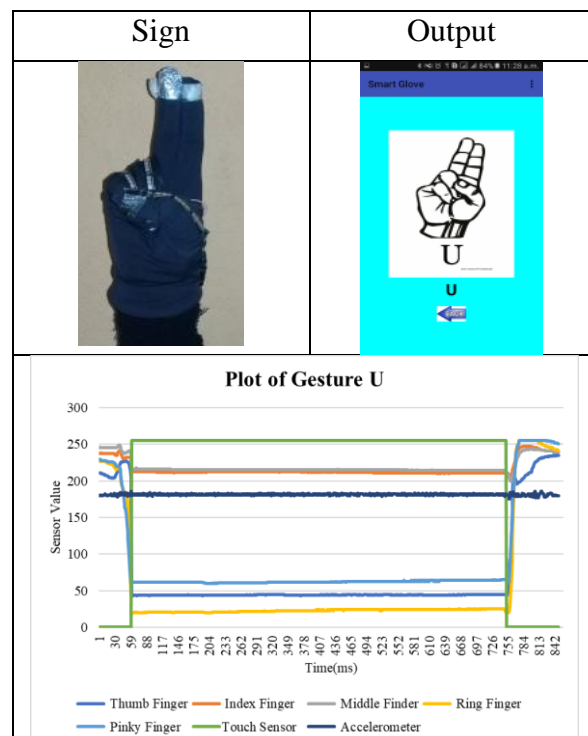 Sign Output
84% 11:28 a.m.
Smart Glove
U
U
Plot of Gesture U
Sensor Value
300
250
200
150
100
50
0
1 30 59 88 117 146 175 204 233 262 291 320 349 378 407 436 465 494 523 552 581 610 639 668 697 726 755 784 813 842
Time(ms)
Thumb Finger Index Finger Middle Finder Ring Finger
Pinky Finger Touch Sensor Accelerometer